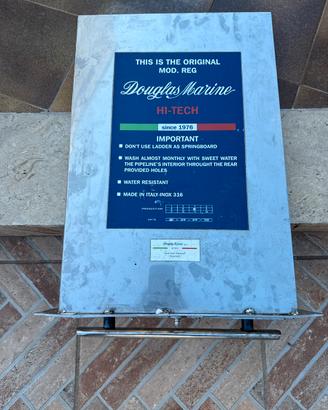 THIS IS THE ORIGINAL
MOD. REG
Douglas Marine
HI-TECH
since 1976
IMPORTANT
DON'T USE LADDER AS SPRINGBOARD
WASH ALMOST MONTHLY WITH SWEET WATER
THE PIPELINE'S INTERIOR THROUGHT THE REAR
PROVIDED HOLES
WATER RESISTANT
MADE IN ITALY-INOX 316